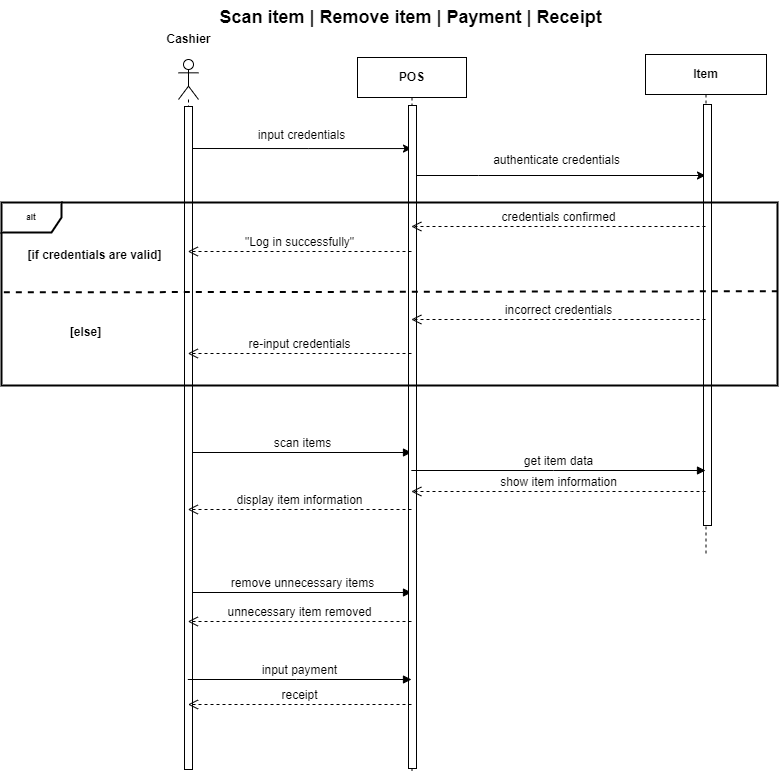 Scan item | Remove item | Payment | Receipt
Cashier
POS
Item
input credentials
authenticate credentials
alt
credentials confirmed
"Log in successfully"
[if credentials are valid]
incorrect credentials
[else]
re-input credentials
scan items
get item data
show item information
display item information
remove unnecessary items
unnecessary item removed
input payment
receipt